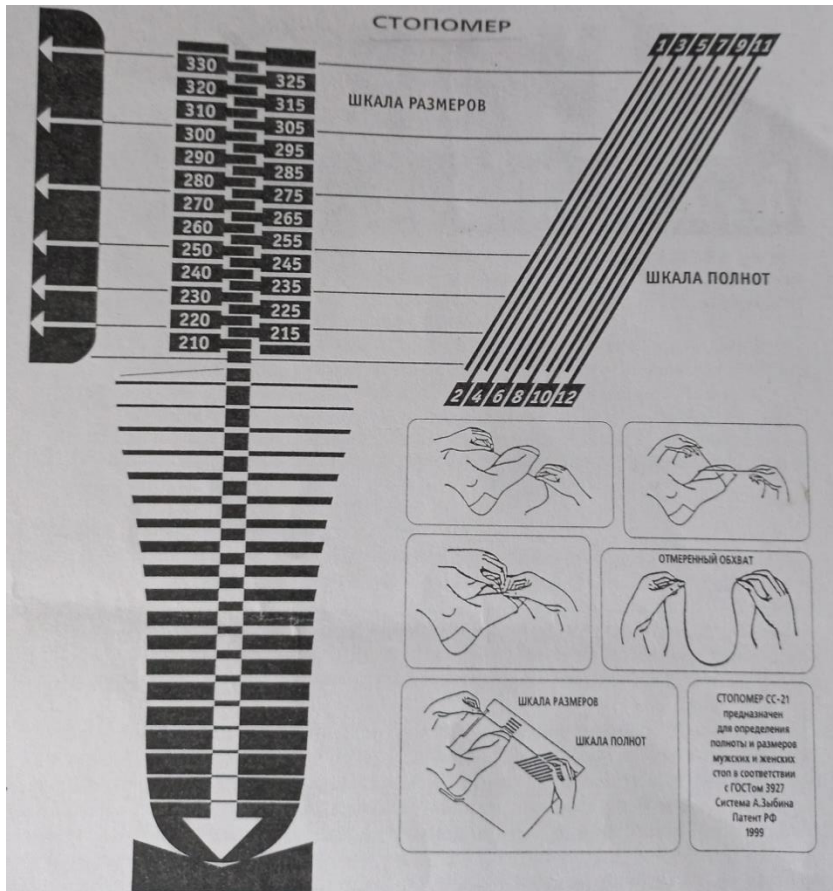 СТОПОМЕР
1 3 5 7 9 11
330
325
320
315
ШКАЛА РАЗМЕРОВ
310
305
300
295
290
285
280
275
270
265
260
255
250
245
240
235
ШКАЛА ПОЛНОТ
230
225
220
215
210
2 4 6 8 10 12
ОТМЕРЕННЫЙ ОБХВАТ
ШКАЛА РАЗМЕРОВ
ШКАЛА ПОЛНОТ
СТОПОМЕР СС-21
предназначен
для определения
полноты и размеров
мужских и женских
стоп в соответствии
с ГОСТом 3927
Система А.Зыбина
Патент РФ
1999